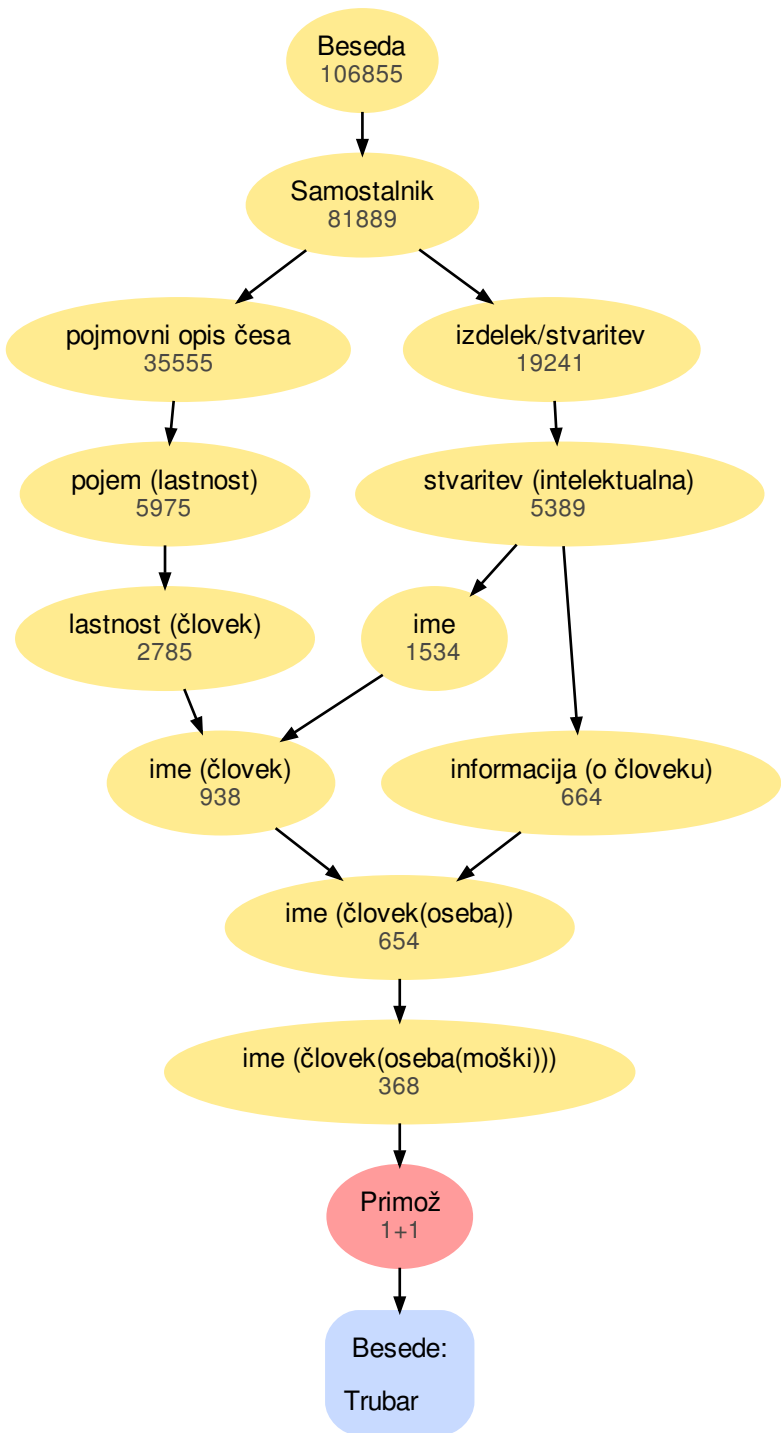 Beseda
106855
Samostalnik
81889
pojmovni opis česa
35555
izdelek/stvaritev
19241
pojem (lastnost)
5975
stvaritev (intelektualna)
5389
lastnost (človek)
2785
ime
1534
ime (človek)
938
informacija (o človeku)
664
ime (človek(oseba))
654
ime (človek(oseba(moški)))
368
Primož
1+1
Besede:
Trubar